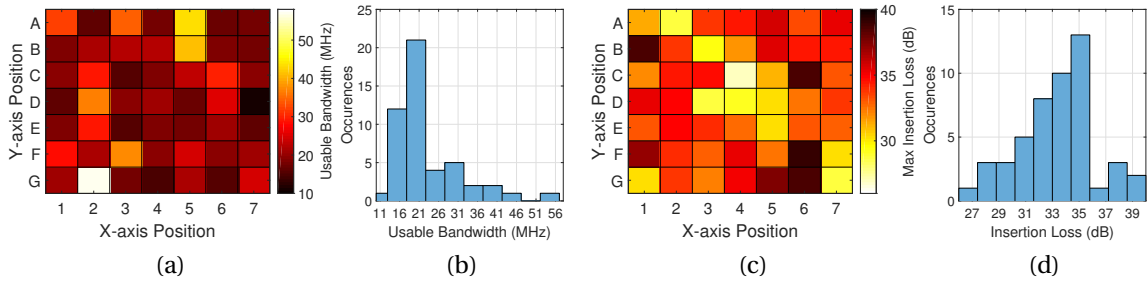 A
B
C
D
E
F
G
Y-axis Position
1 2 3 4 5 6 7
X-axis Position
50
40
30
20
10
Usable Bandwidth (MHz)
(a)
25
20
15
10
5
0
Occurences
11 16 21 26 31 36 41 46 51 56
Usable Bandwidth (MHz)
(b)
A
B
C
D
E
F
G
Y-axis Position
1 2 3 4 5 6 7
X-axis Position
40
35
30
Max Insertion Loss (dB)
(c)
15
10
5
0
Occurences
27 29 31 33 35 37 39
Insertion Loss (dB)
(d)